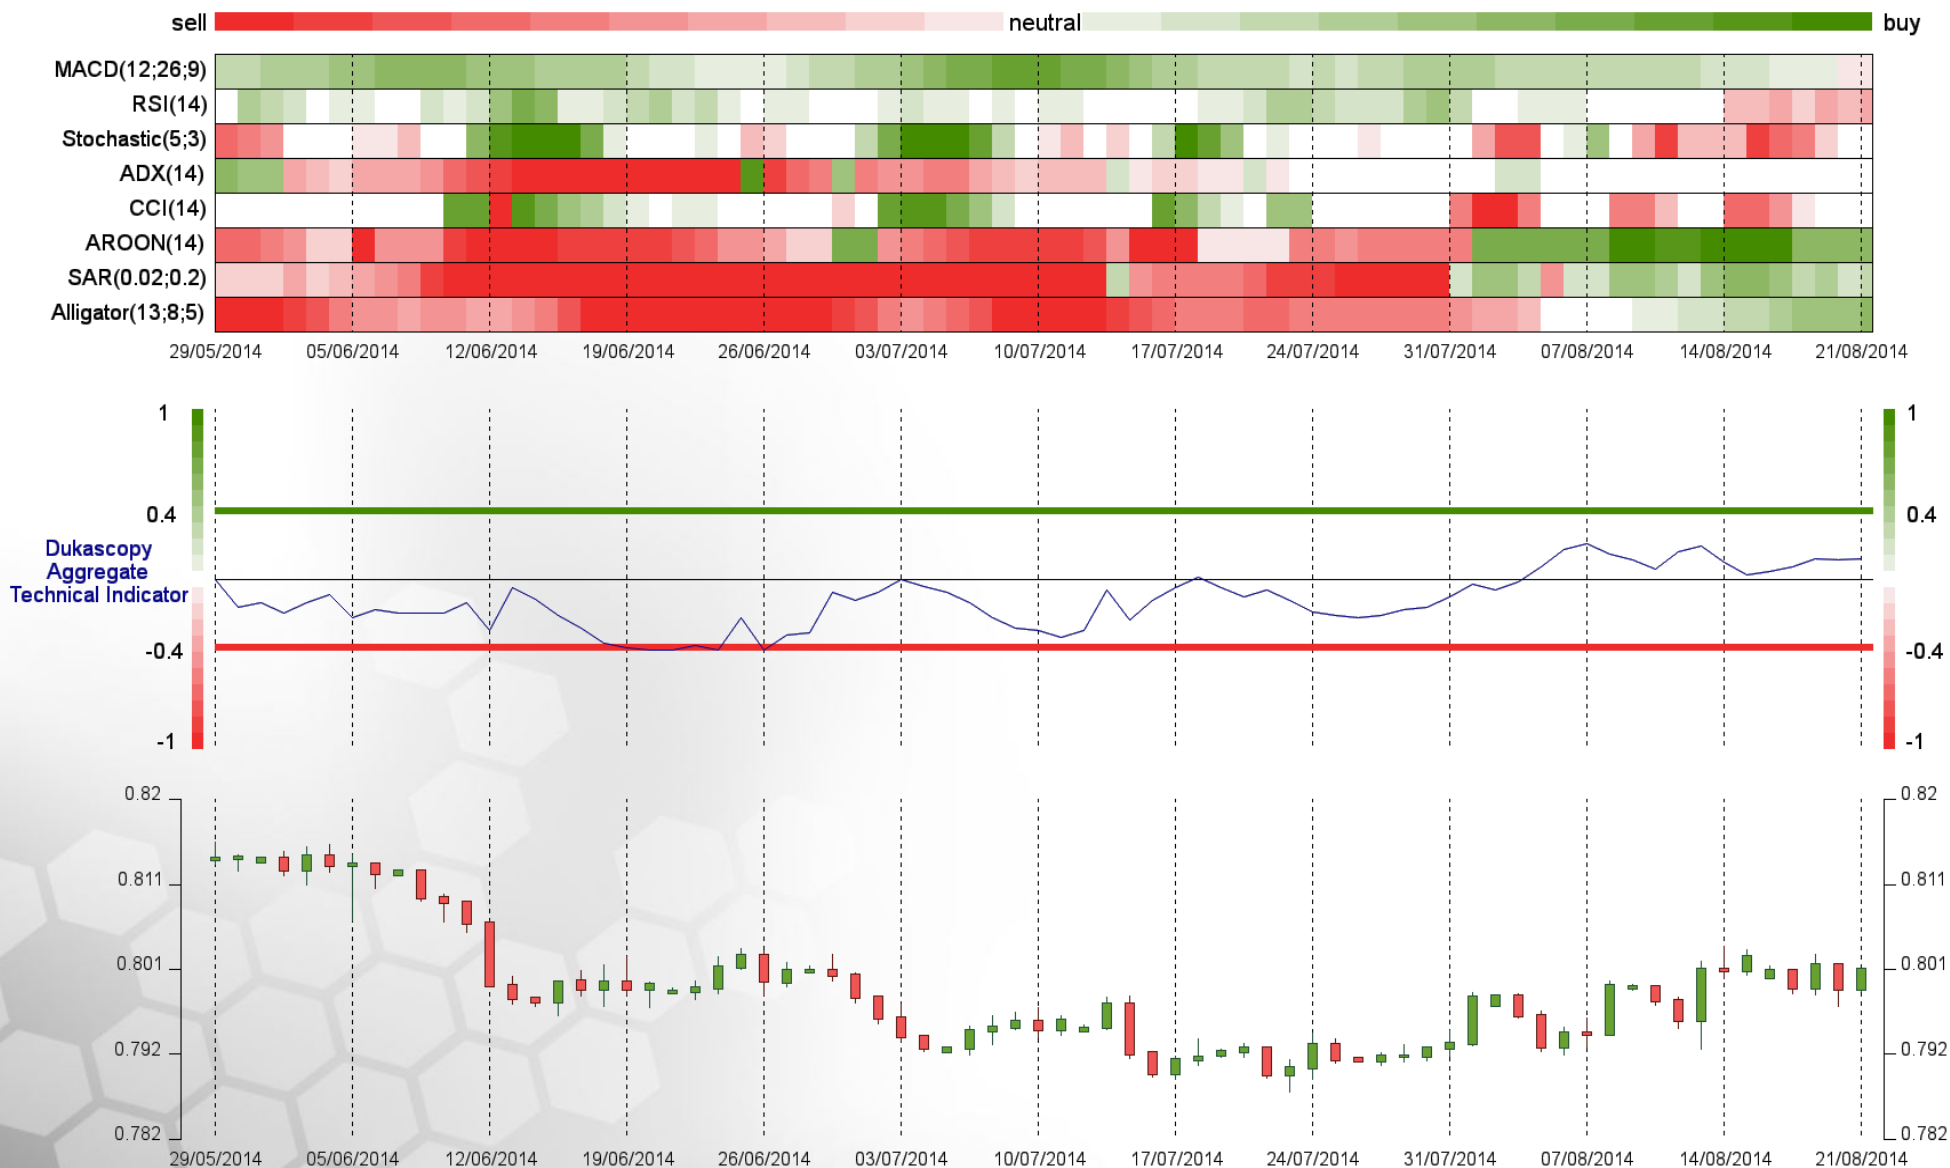 sell neutral buy
MACD(12;26;9)
RSI(14)
Stochastic(5;3)
ADX(14)
CCI(14)
AROON(14)
SAR(0.02;0.2)
Alligator(13;8;5)
29/05/2014 05/06/2014 12/06/2014 19/06/2014 26/06/2014 03/07/2014 10/07/2014 17/07/2014 24/07/2014 31/07/2014 07/08/2014 14/08/2014 21/08/2014
1 1
0.4 0.4
Dukascopy
Aggregate
Technical Indicator
-0.4 -0.4
-1 -1
0.82 0.82
0.811 0.811
0.801 0.801
0.792 0.792
0.782 0.782
29/05/2014 05/06/2014 12/06/2014 19/06/2014 26/06/2014 03/07/2014 10/07/2014 17/07/2014 24/07/2014 31/07/2014 07/08/2014 14/08/2014 21/08/2014